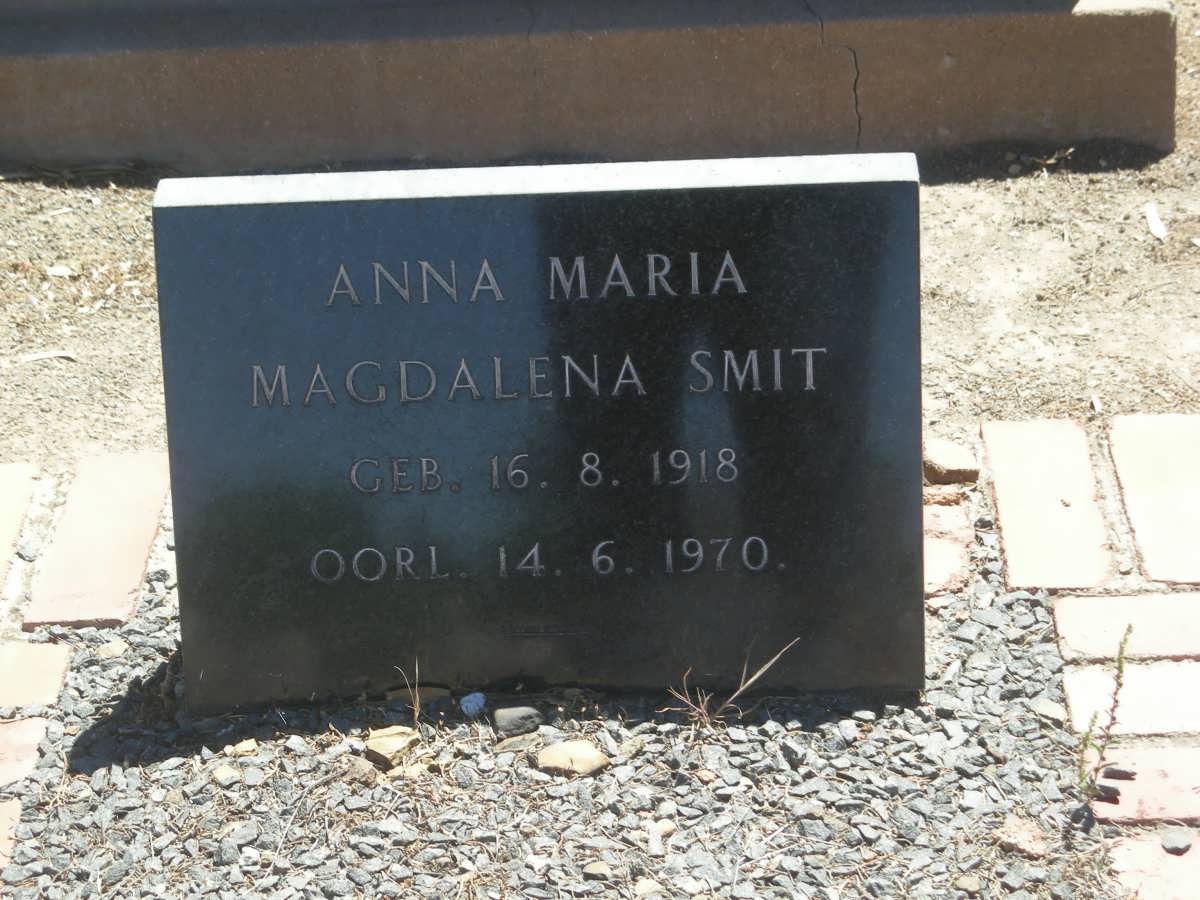 ANNA MARIA
MAGDALENA SMIT
GEB. 16. 8. 1918
OORL. 14. 6. 1970.